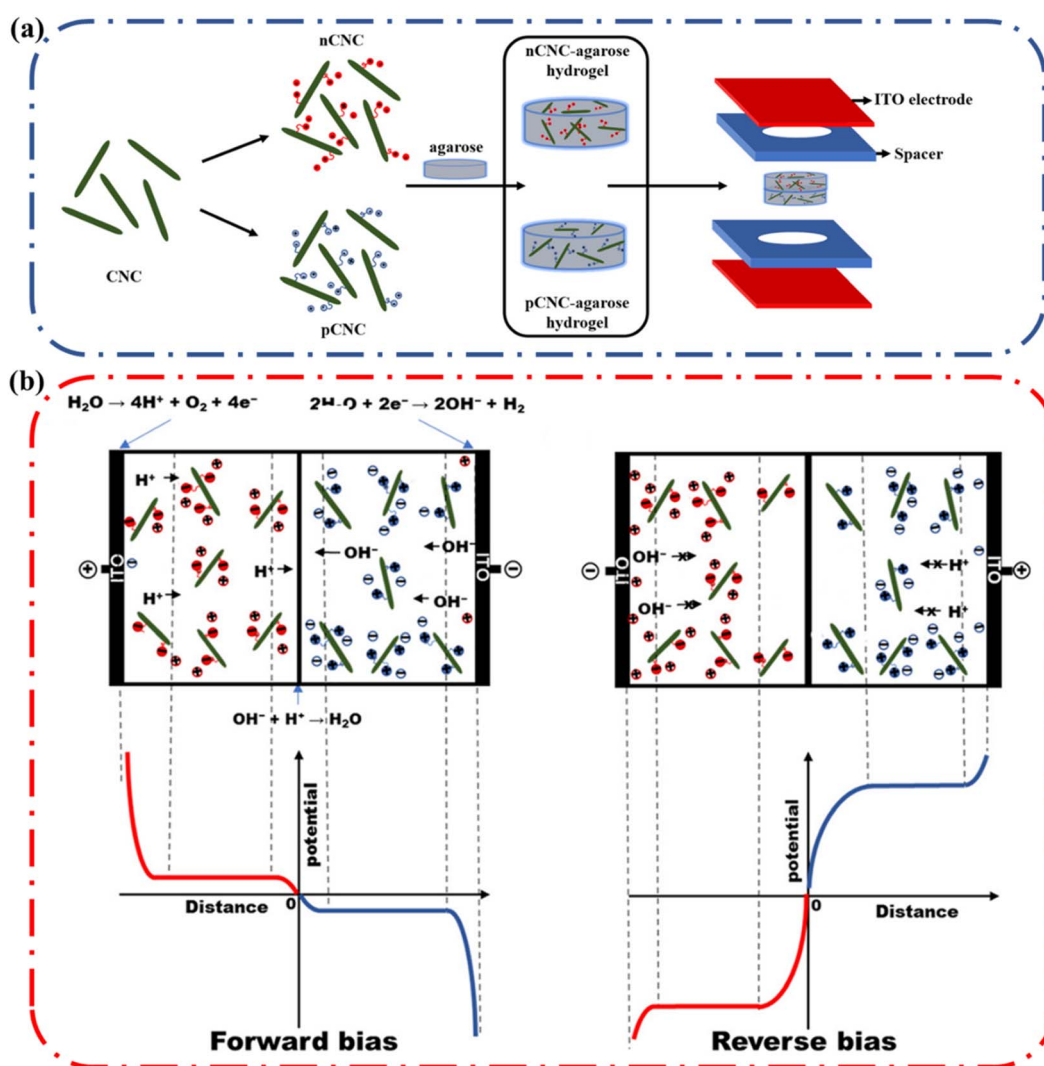 (a)
nCNC
CNC
pCNC
agarose
nCNC-agarose
hydrogel
pCNC-agarose
hydrogel
ITO electrode
Spacer
(b)
H₂O → 4H⁺ + O₂ + 4e⁻
2H₂O + 2e⁻ → 2OH⁻ + H₂
ITO
H⁺
H⁺
H⁺
OH⁻
OH⁻
OH⁻
ITO
OH⁻ + H⁺ → H₂O
potential
Distance
0
Forward bias
ITO
OH⁻
OH⁻
H⁺
H⁺
ITO
potential
0
Distance
Reverse bias